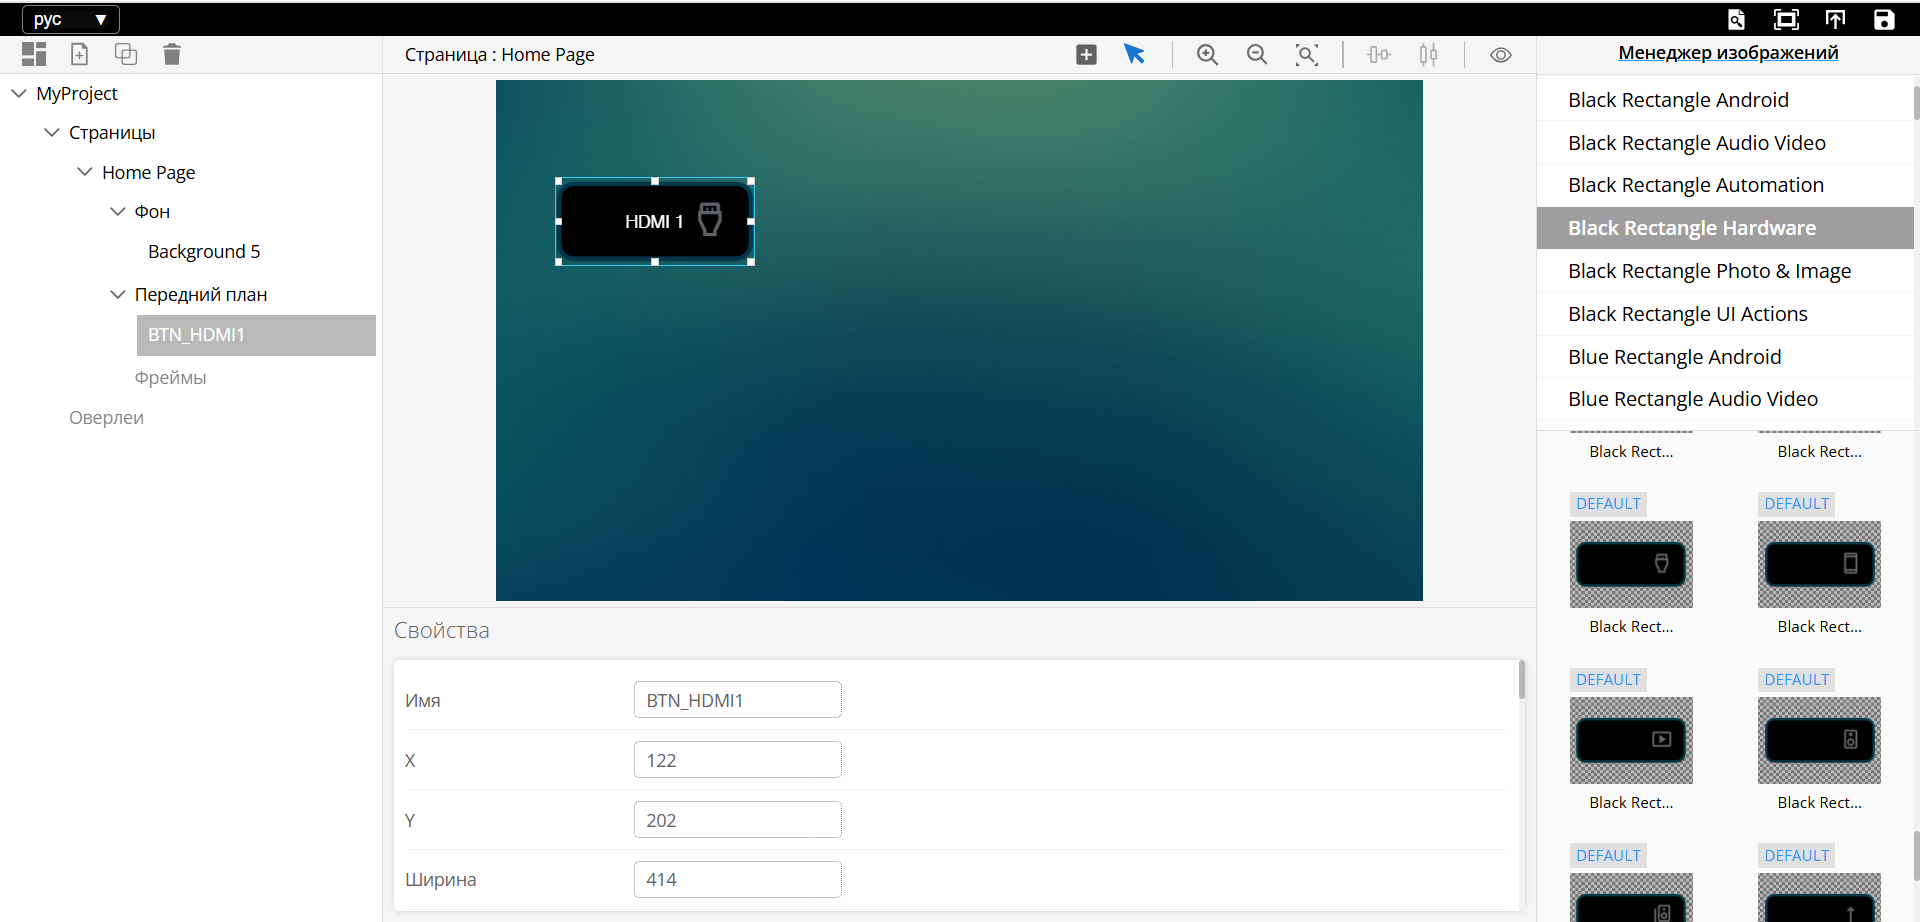 рус ▼
Страница : Home Page
Менеджер изображений
MyProject
Страницы
Home Page
Фон
Background 5
Передний план
BTN_HDMI1
Фреймы
Оверлеи
HDMI 1
Свойства
Имя
BTN_HDMI1
X
122
Y
202
Ширина
414
Black Rectangle Android
Black Rectangle Audio Video
Black Rectangle Automation
Black Rectangle Hardware
Black Rectangle Photo & Image
Black Rectangle UI Actions
Blue Rectangle Android
Blue Rectangle Audio Video
Black Rect...
Black Rect...
DEFAULT
DEFAULT
Black Rect...
Black Rect...
DEFAULT
DEFAULT
Black Rect...
Black Rect...
DEFAULT
DEFAULT